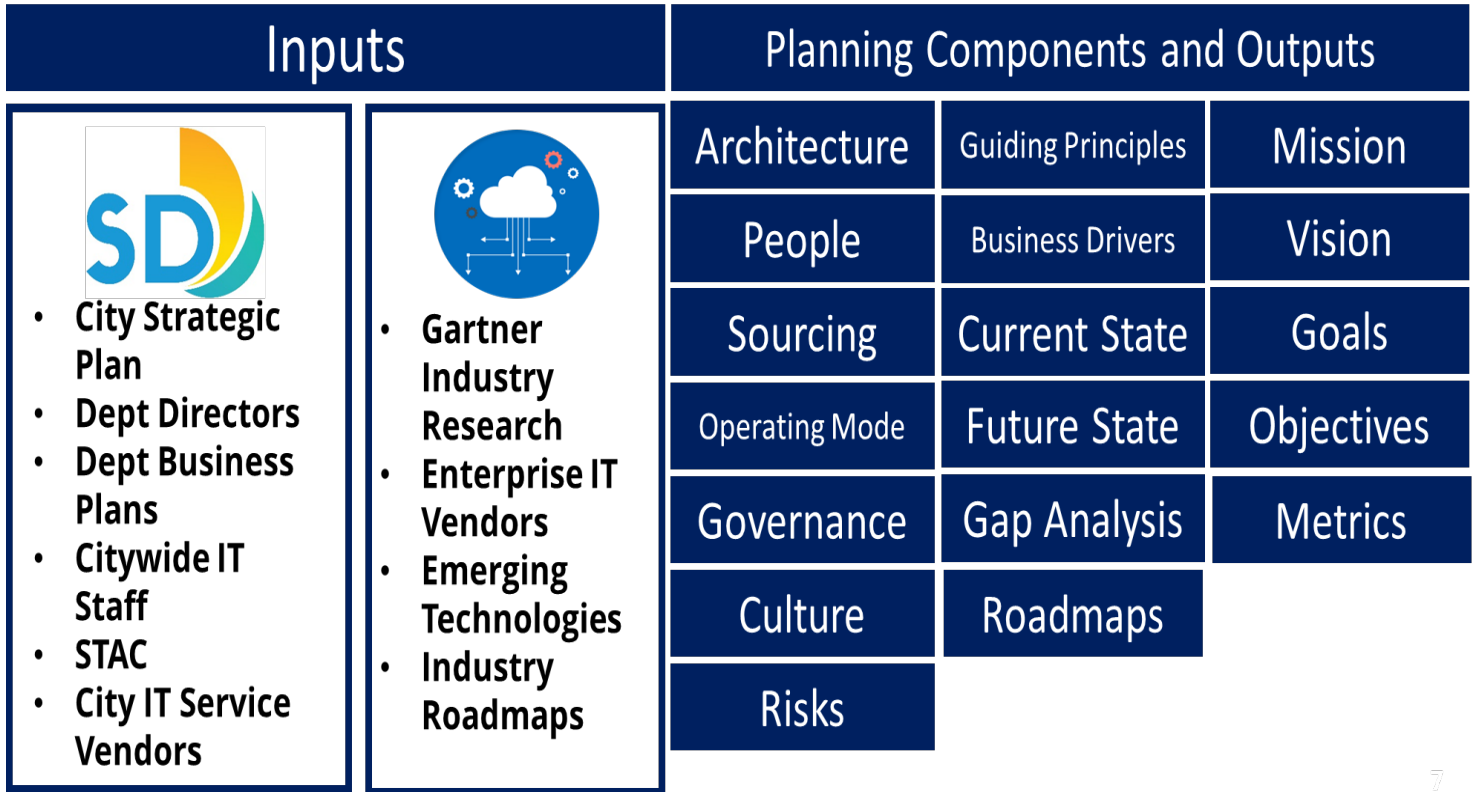 Inputs
Planning Components and Outputs
SD
• City Strategic
Plan
• Dept Directors
• Dept Business
Plans
• Citywide IT
Staff
• STAC
• City IT Service
Vendors
• Gartner
Industry
Research
• Enterprise IT
Vendors
• Emerging
Technologies
• Industry
Roadmaps
Architecture
People
Sourcing
Operating Mode
Governance
Culture
Risks
Guiding Principles
Business Drivers
Current State
Future State
Gap Analysis
Roadmaps
Mission
Vision
Goals
Objectives
Metrics
7